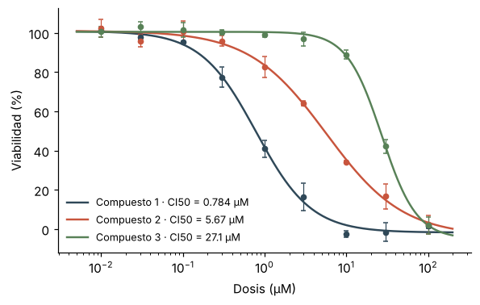 100
80
60
40
20
0
Viabilidad (%)
Compuesto 1 · CI50 = 0.784 µM
Compuesto 2 · CI50 = 5.67 µM
Compuesto 3 · CI50 = 27.1 µM
10⁻² 10⁻¹ 10⁰ 10¹ 10²
Dosis (µM)